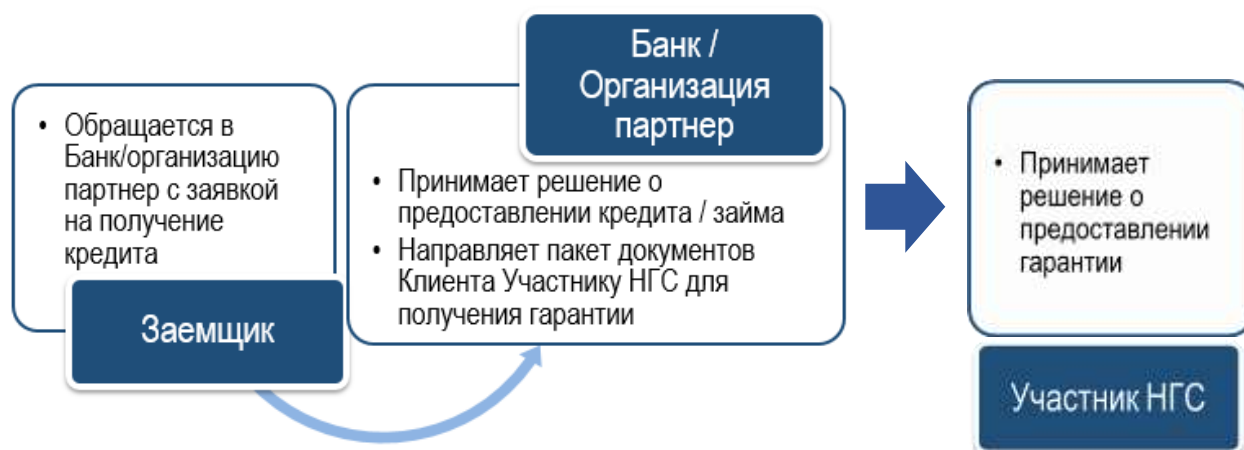 • Обращается в
Банк/организацию
партнер с заявкой
на получение
кредита
Заемщик
Банк /
Организация
партнер
• Принимает решение о
предоставлении кредита / займа
• Направляет пакет документов
Клиента Участнику НГС для
получения гарантии
• Принимает
решение о
предоставлении
гарантии
Участник НГС